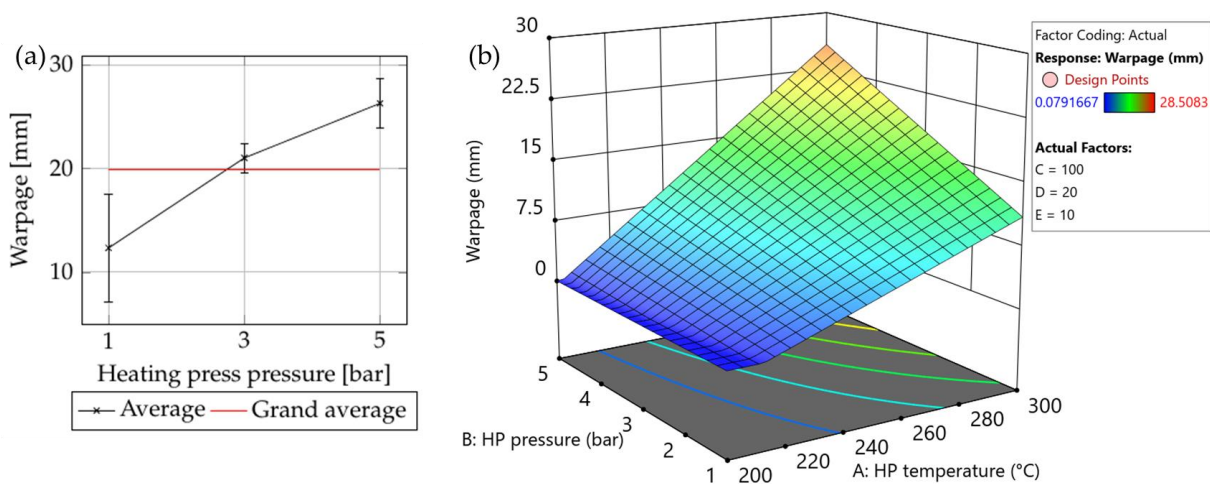 (a)
30
20
10
Warpage [mm]
1 3 5
Heating press pressure [bar]
Average Grand average
(b)
30
22.5
15
7.5
0
Warpage (mm)
5
4
3
2
1
B: HP pressure (bar)
200
220
240
260
280
300
A: HP temperature (°C)
Factor Coding: Actual
Response: Warpage (mm)
Design Points
0.0791667 28.5083
Actual Factors:
C = 100
D = 20
E = 10